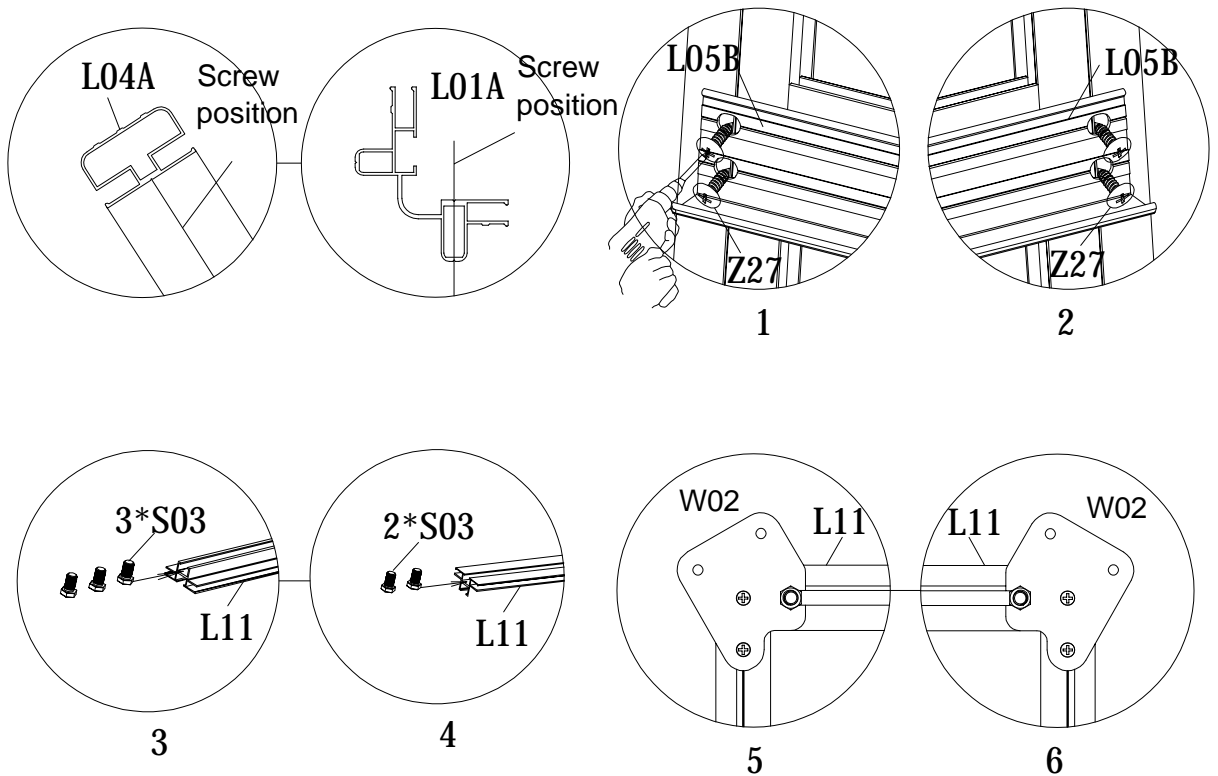 L04A
Screw
position
L01A
Screw
position
L05B
Z27
1
L05B
Z27
2
3*S03
L11
3
2*S03
L11
4
W02
L11
5
L11
W02
6